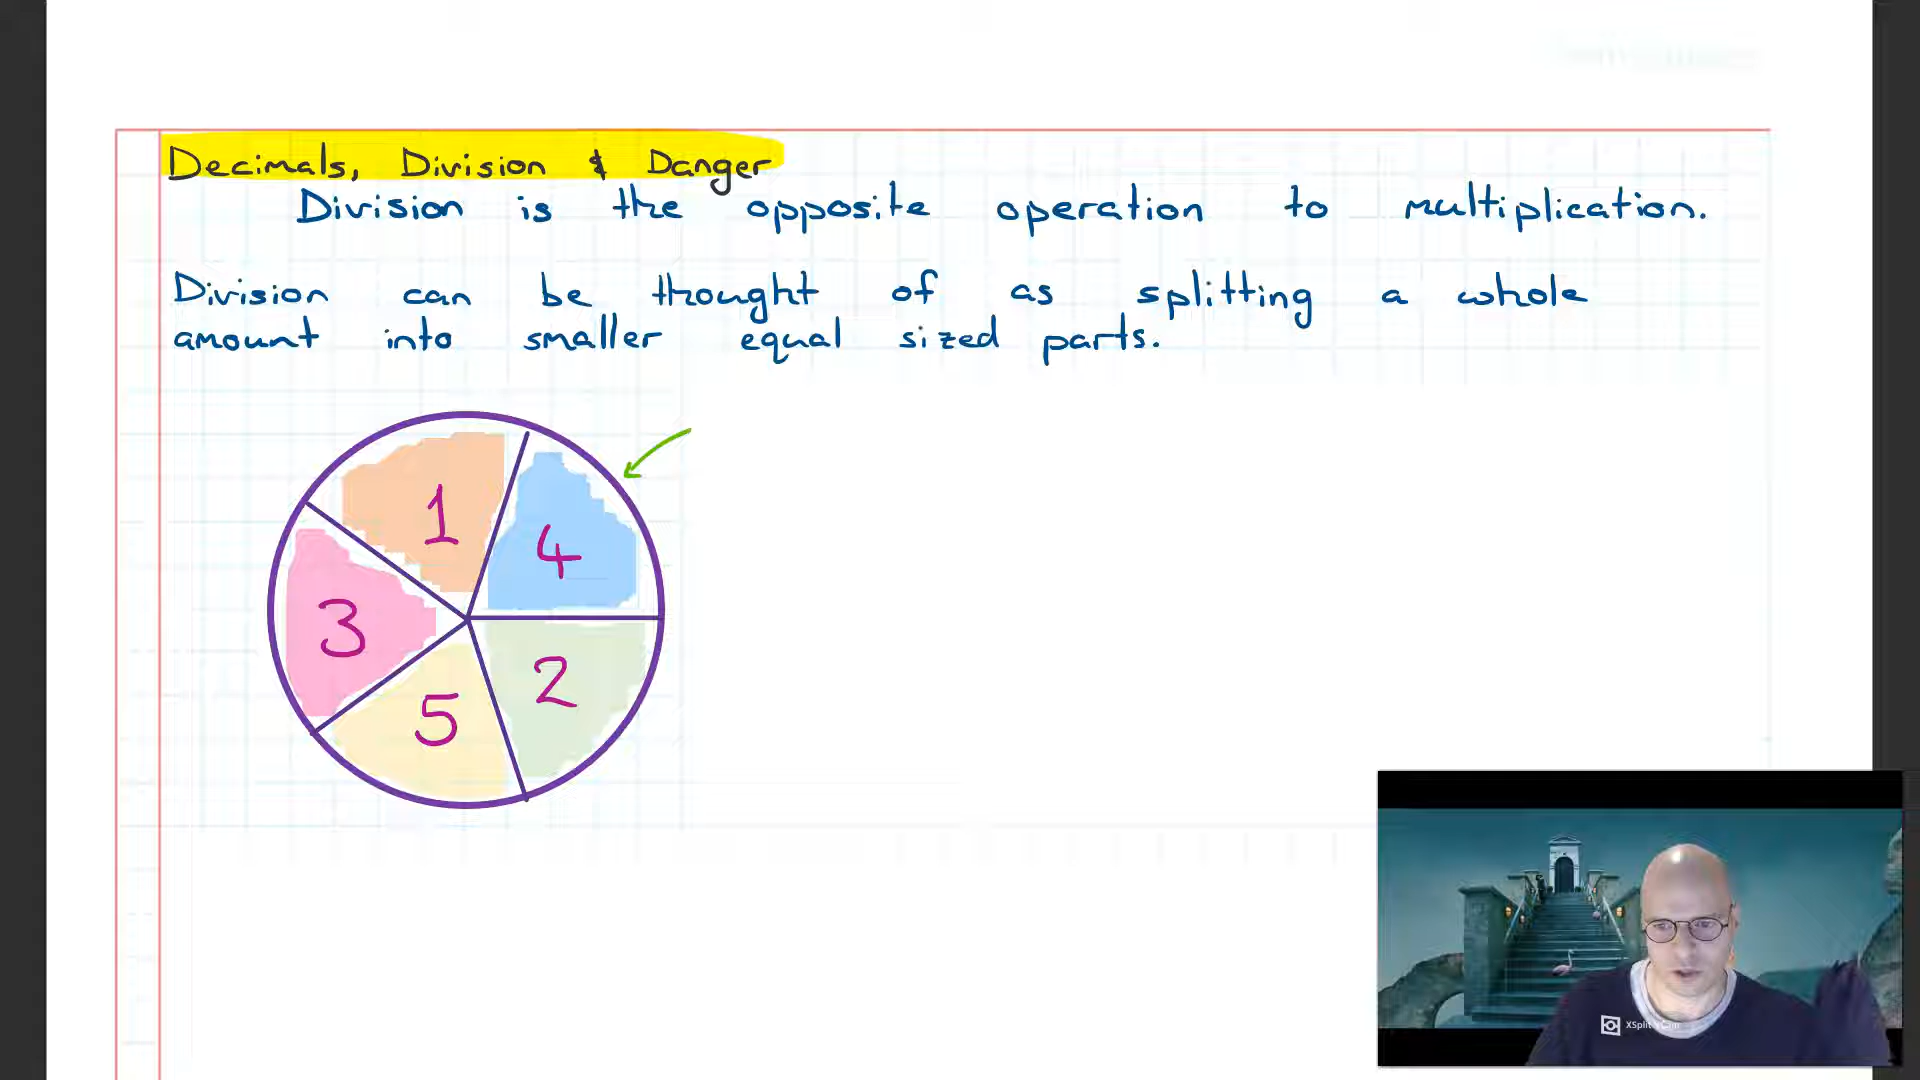 Decimals, Division & Danger
Division is the opposite operation to multiplication.
Division can be thought of as splitting a whole
amount into smaller equal sized parts.
1
4
3
2
5
XSplit